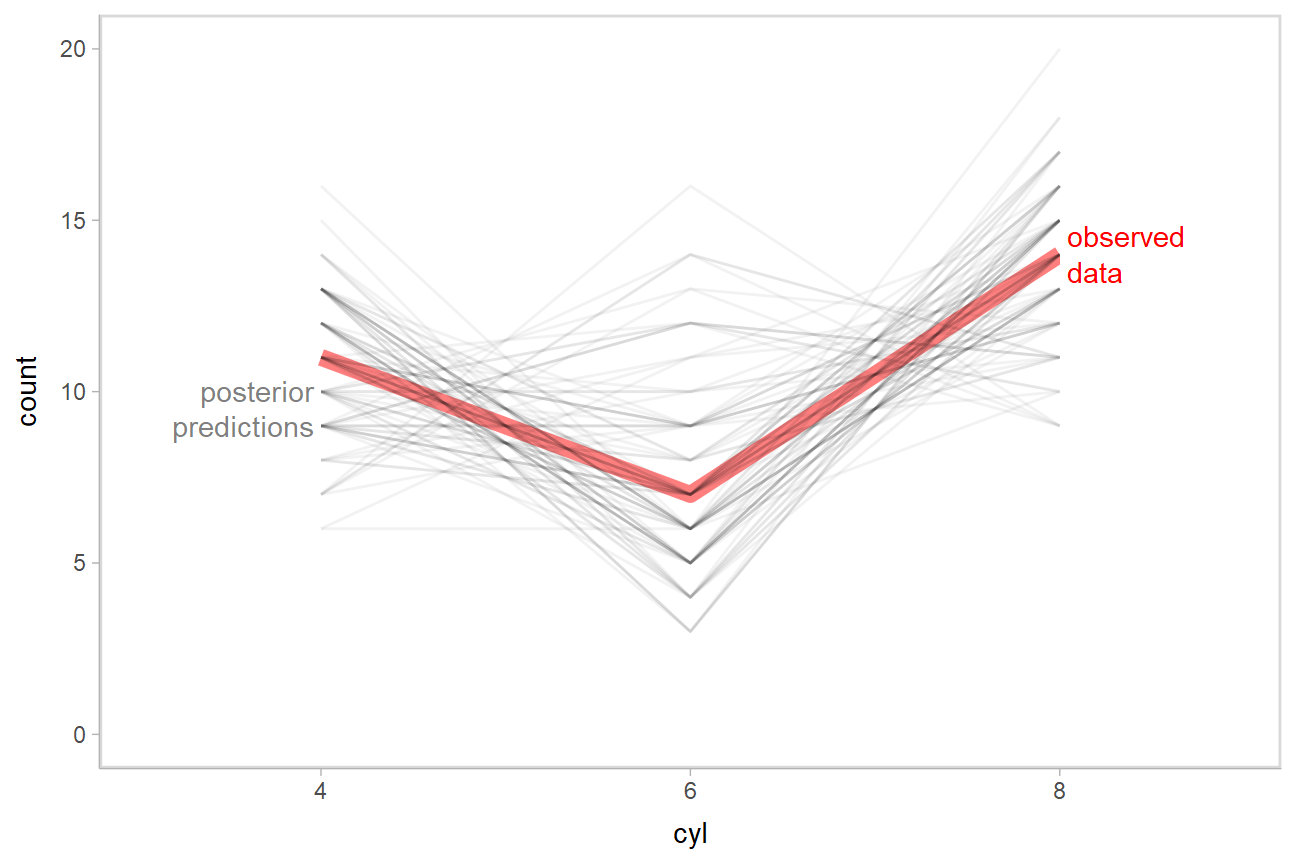 20
15
10
5
0
count
posterior
predictions
observed
data
4 6 8
cyl